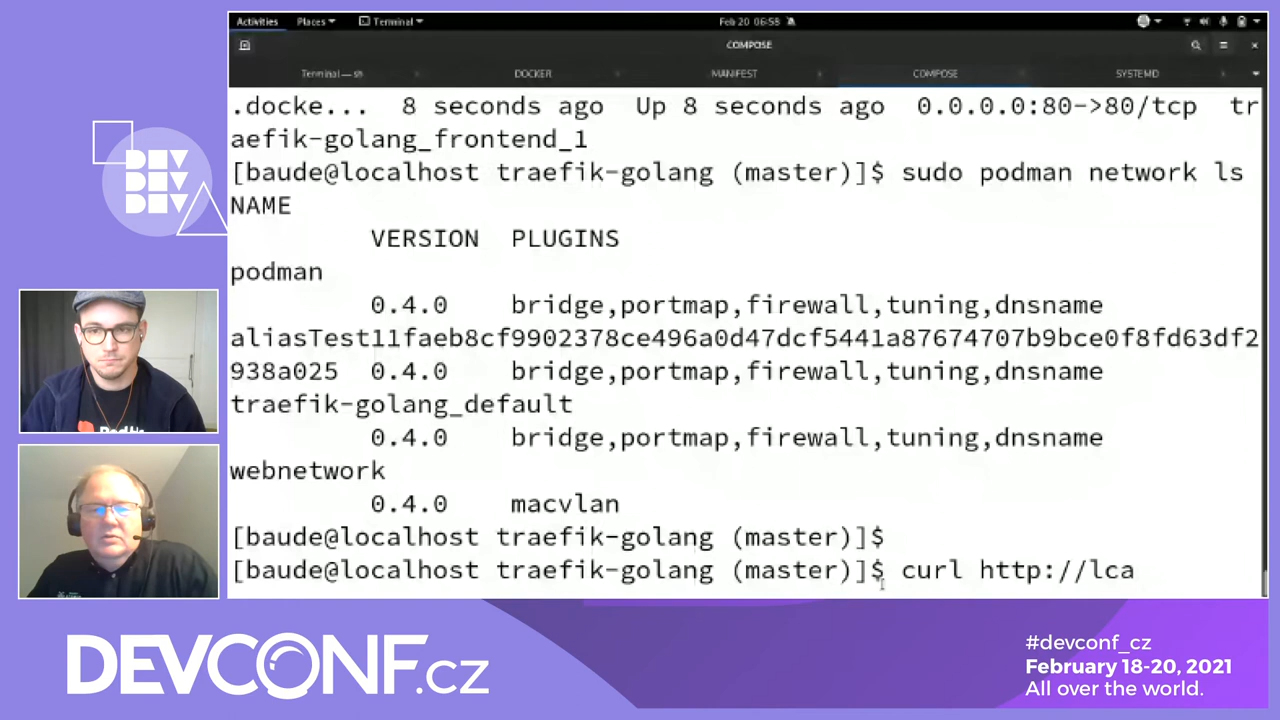 Activities Places Terminal Feb 20 06:58
COMPOSE
Terminal — sh DOCKER MANIFEST COMPOSE SYSTEMD
.docke... 8 seconds ago Up 8 seconds ago 0.0.0.0:80->80/tcp tr
aefik-golang_frontend_1
[baude@localhost traefik-golang (master)]$ sudo podman network ls
NAME
VERSION PLUGINS
podman
0.4.0 bridge,portmap,firewall,tuning,dnsname
aliasTest11faeb8cf9902378ce496a0d47dcf5441a87674707b9bce0f8fd63df2
938a025 0.4.0 bridge,portmap,firewall,tuning,dnsname
traefik-golang_default
0.4.0 bridge,portmap,firewall,tuning,dnsname
webnetwork
0.4.0 macvlan
[baude@localhost traefik-golang (master)]$
[baude@localhost traefik-golang (master)]$ curl http://lca
DEV
DEV
DEV
DEVCONF.cz
#devconf_cz
February 18-20, 2021
All over the world.